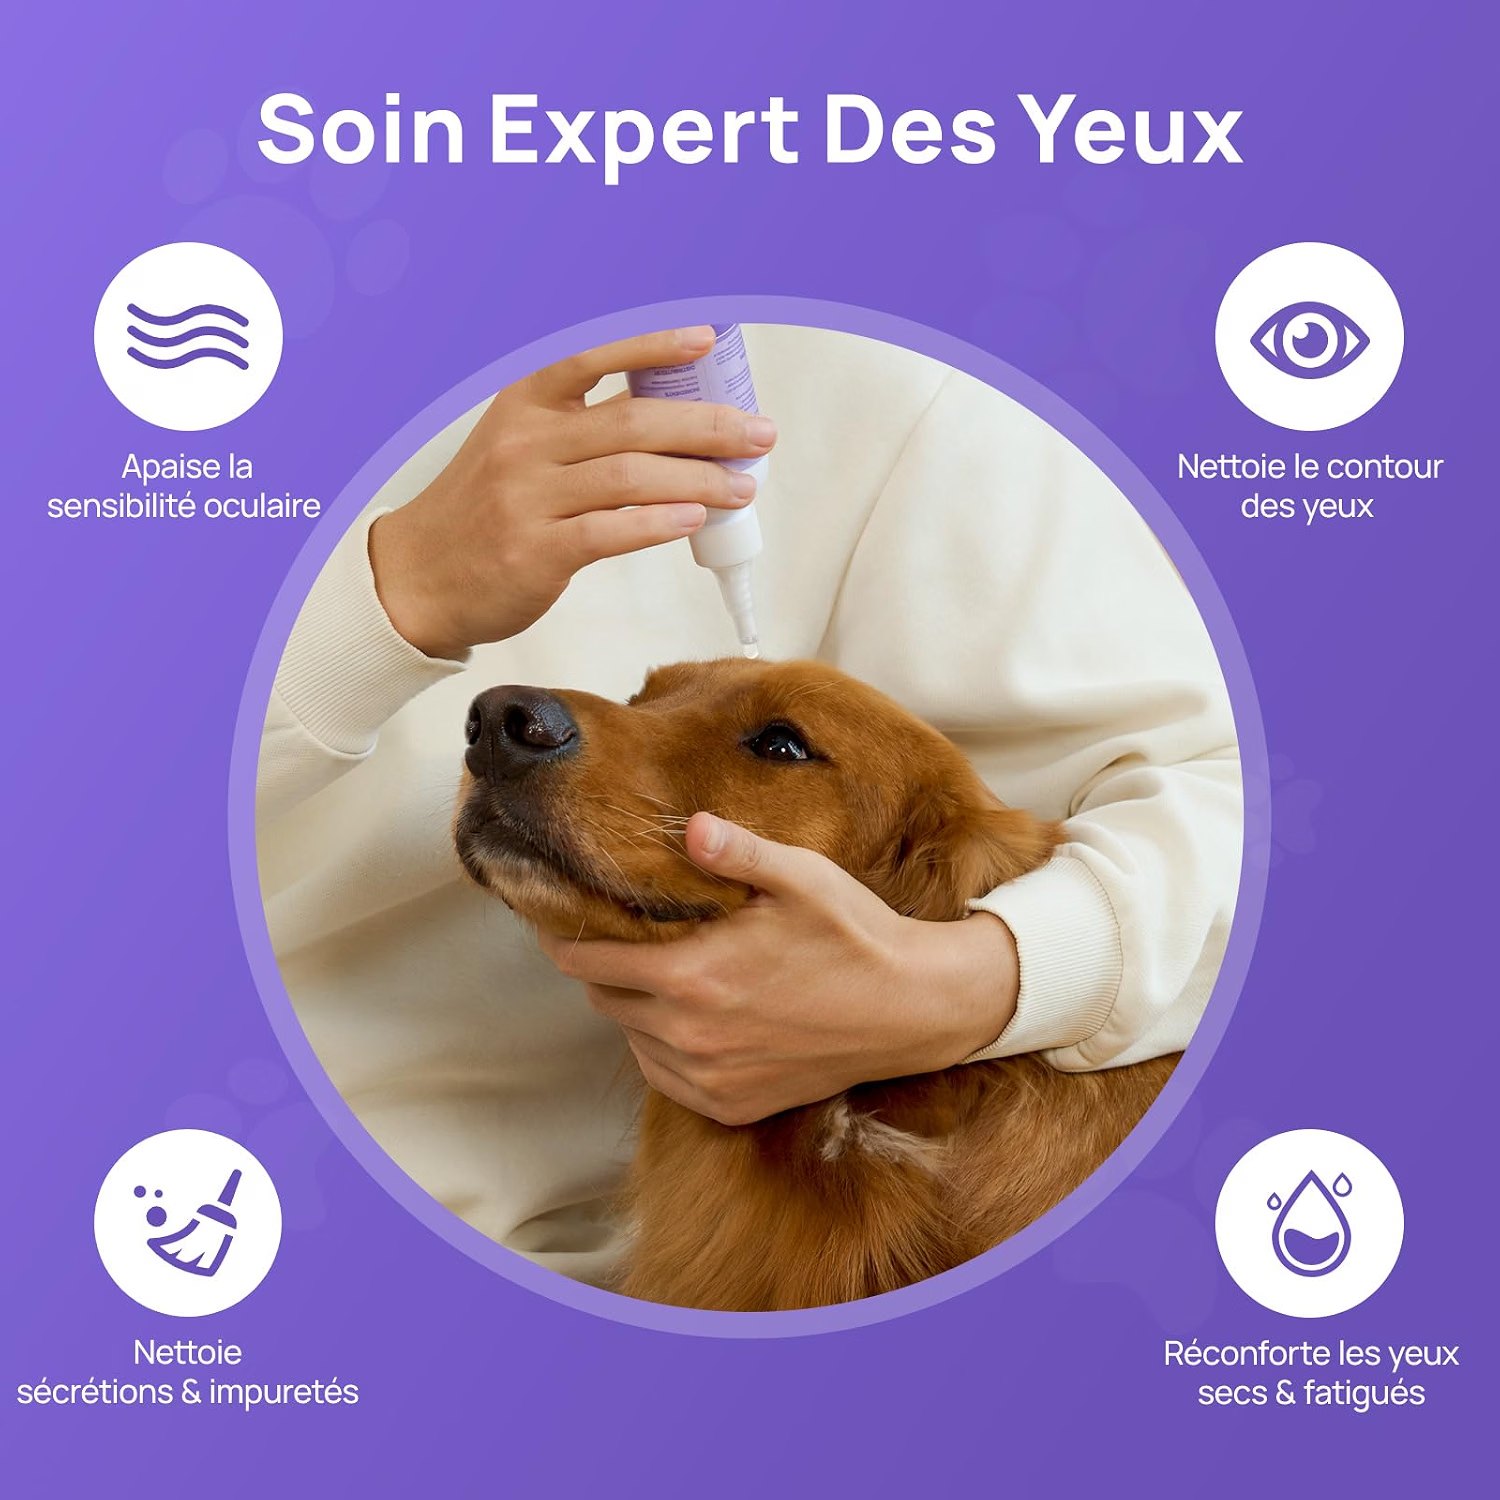 Soin Expert Des Yeux
Apaise la
sensibilité oculaire
Nettoie le contour
des yeux
Nettoie
sécrétions & impuretés
Réconforte les yeux
secs & fatigués